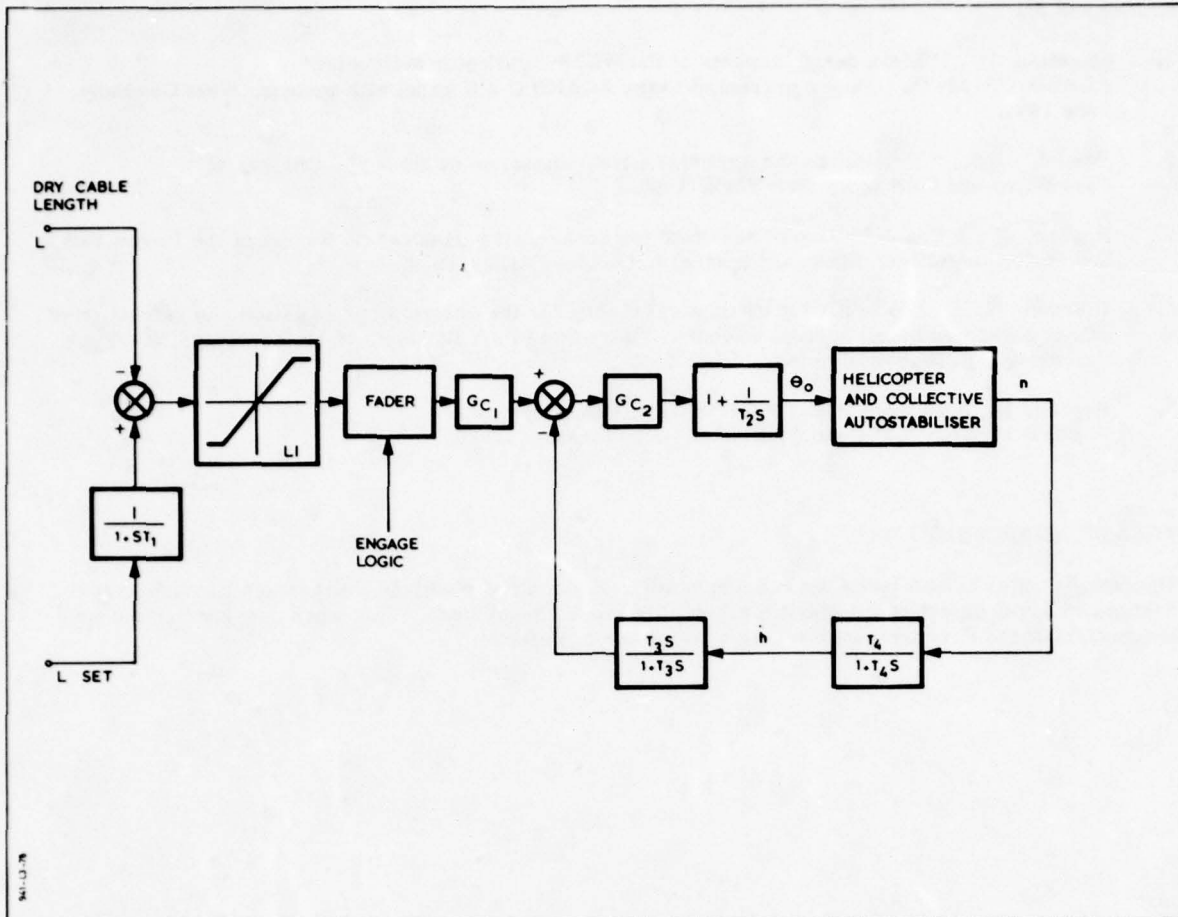 DRY CABLE
LENGTH
L
−
+
L1
FADER
G C1
+
−
G C2
1 + 1/T2S
θo
HELICOPTER
AND COLLECTIVE
AUTOSTABILISER
n
1
1+ST1
ENGAGE
LOGIC
L SET
T3S
1+T3S
ḣ
T4
1+T4S